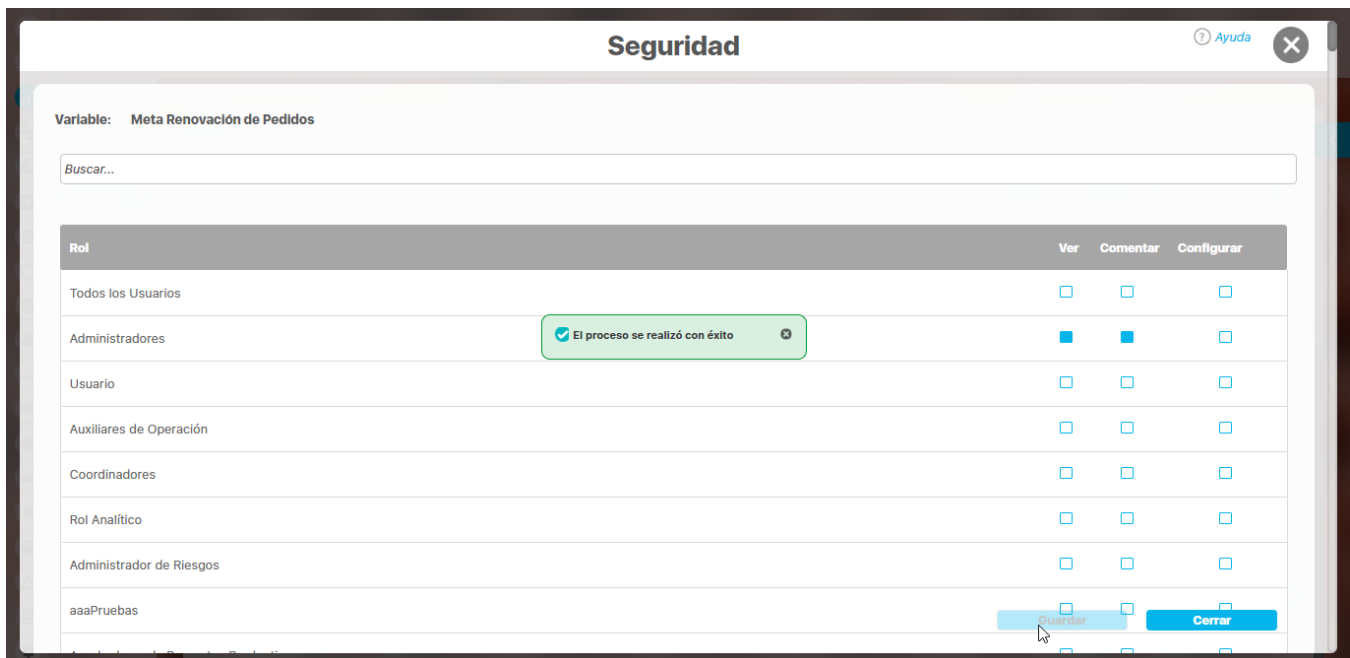 Seguridad
? Ayuda
Variable: Meta Renovación de Pedidos
Buscar...
Rol Ver Comentar Configurar
Todos los Usuarios
El proceso se realizó con éxito
Administradores
Usuario
Auxiliares de Operación
Coordinadores
Rol Analítico
Administrador de Riesgos
aaaPruebas
Guardar Cerrar